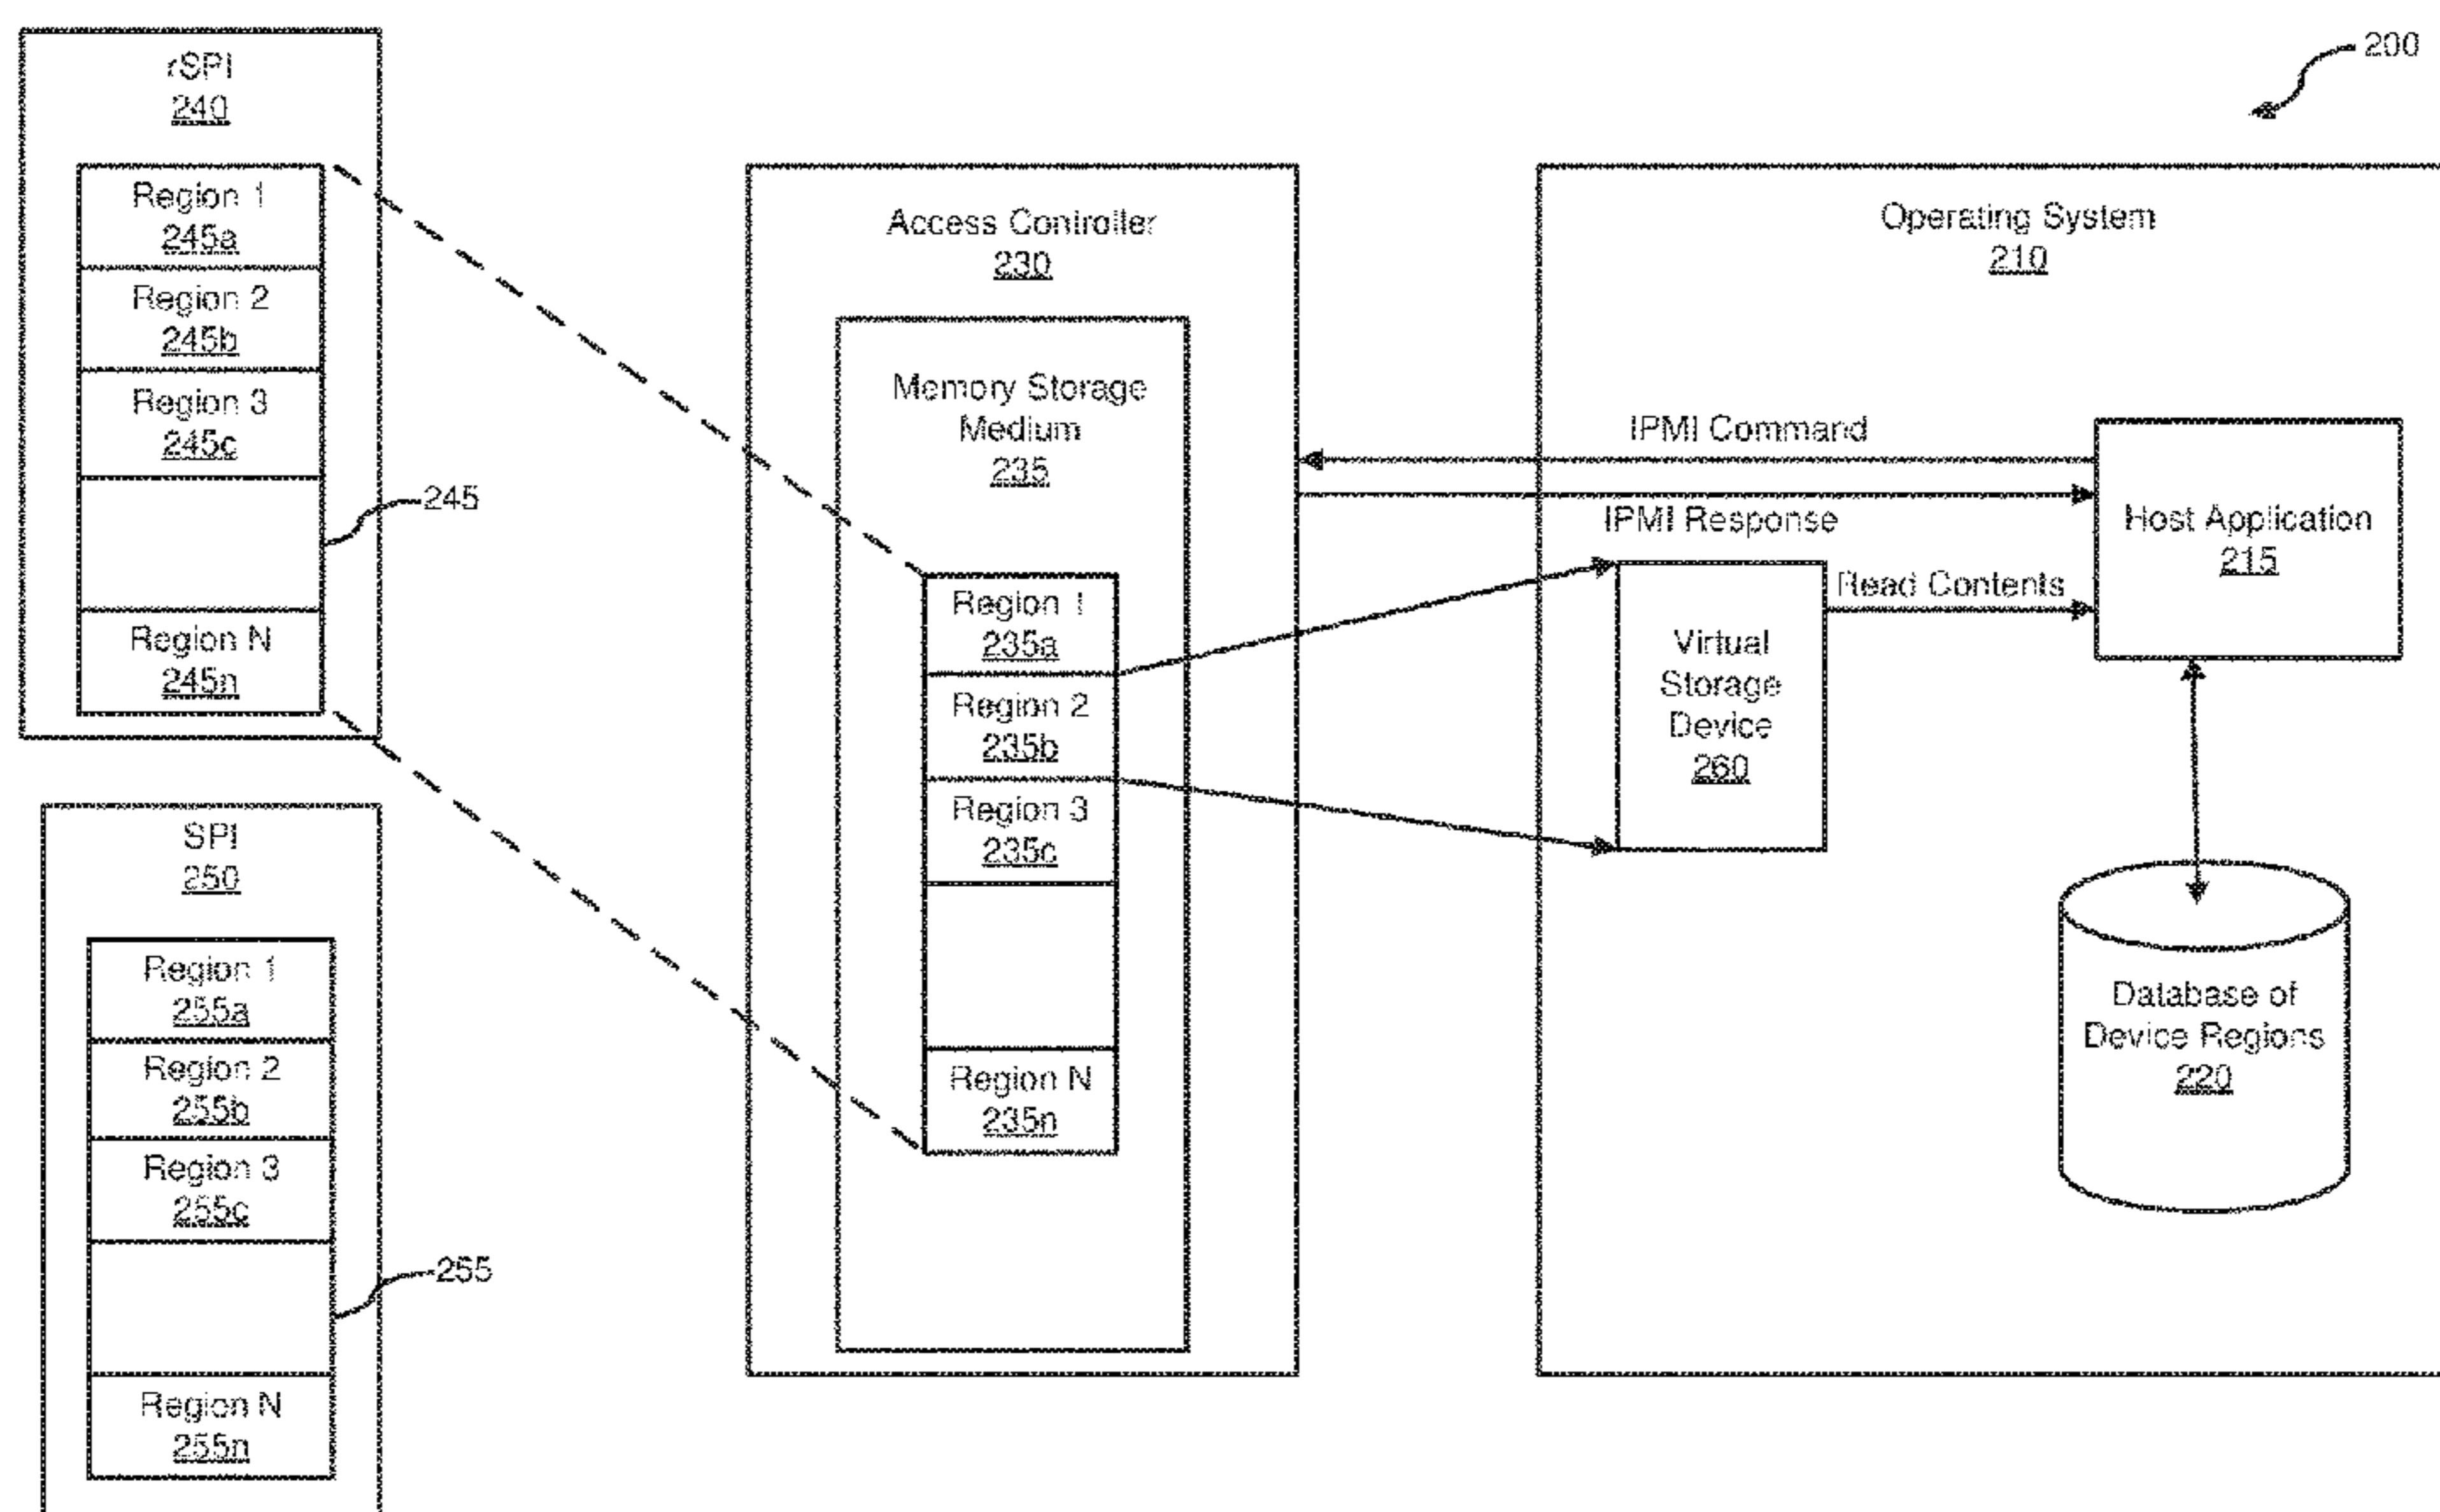 200
rSPI
240
Region 1
245a
Region 2
245b
Region 3
245c
245
Region N
245n
SPI
250
Region 1
255a
Region 2
255b
Region 3
255c
255
Region N
255n
Access Controller
230
Memory Storage
Medium
235
Region 1
235a
Region 2
235b
Region 3
235c
Region N
235n
Operating System
210
IPMI Command
IPMI Response
Host Application
215
Read Contents
Virtual
Storage
Device
260
Database of
Device Regions
220